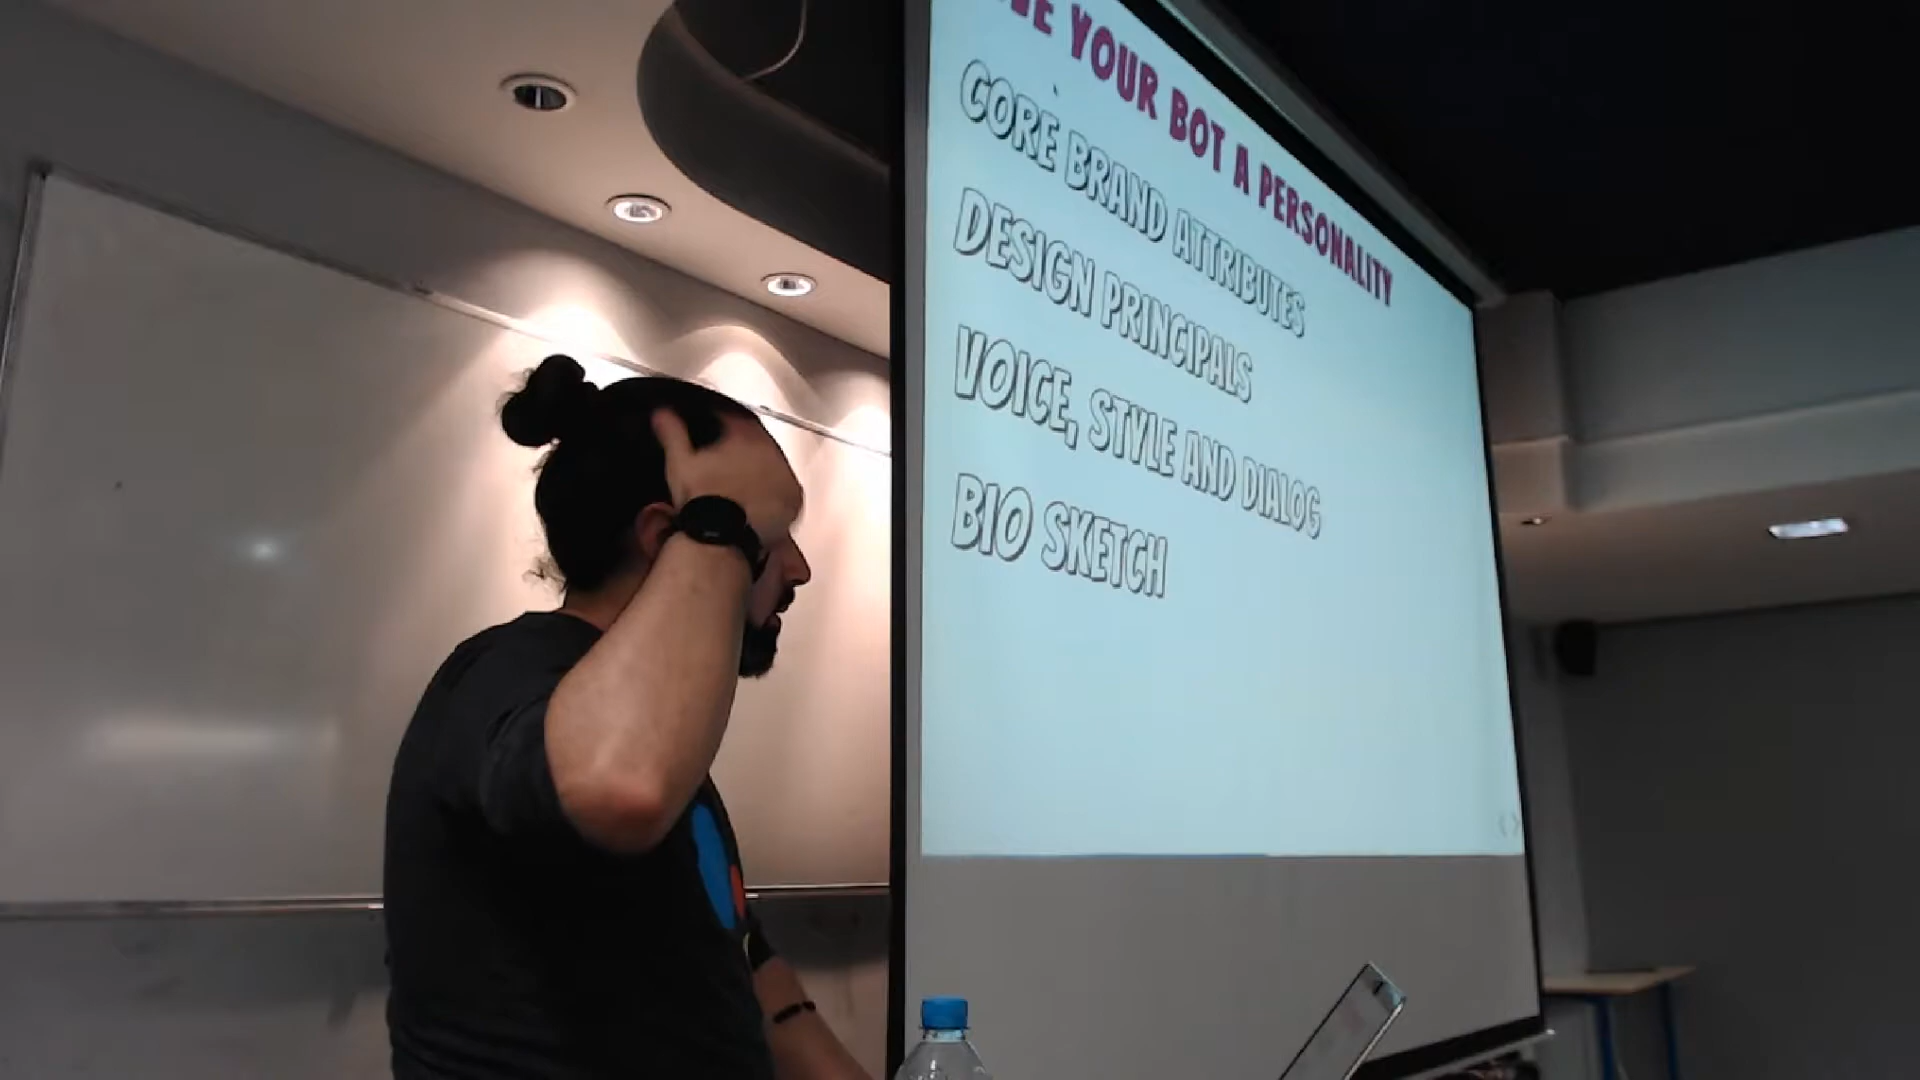 YOUR BOT A PERSONALITY
CORE BRAND ATTRIBUTES
DESIGN PRINCIPALS
VOICE, STYLE AND DIALOG
BIO SKETCH